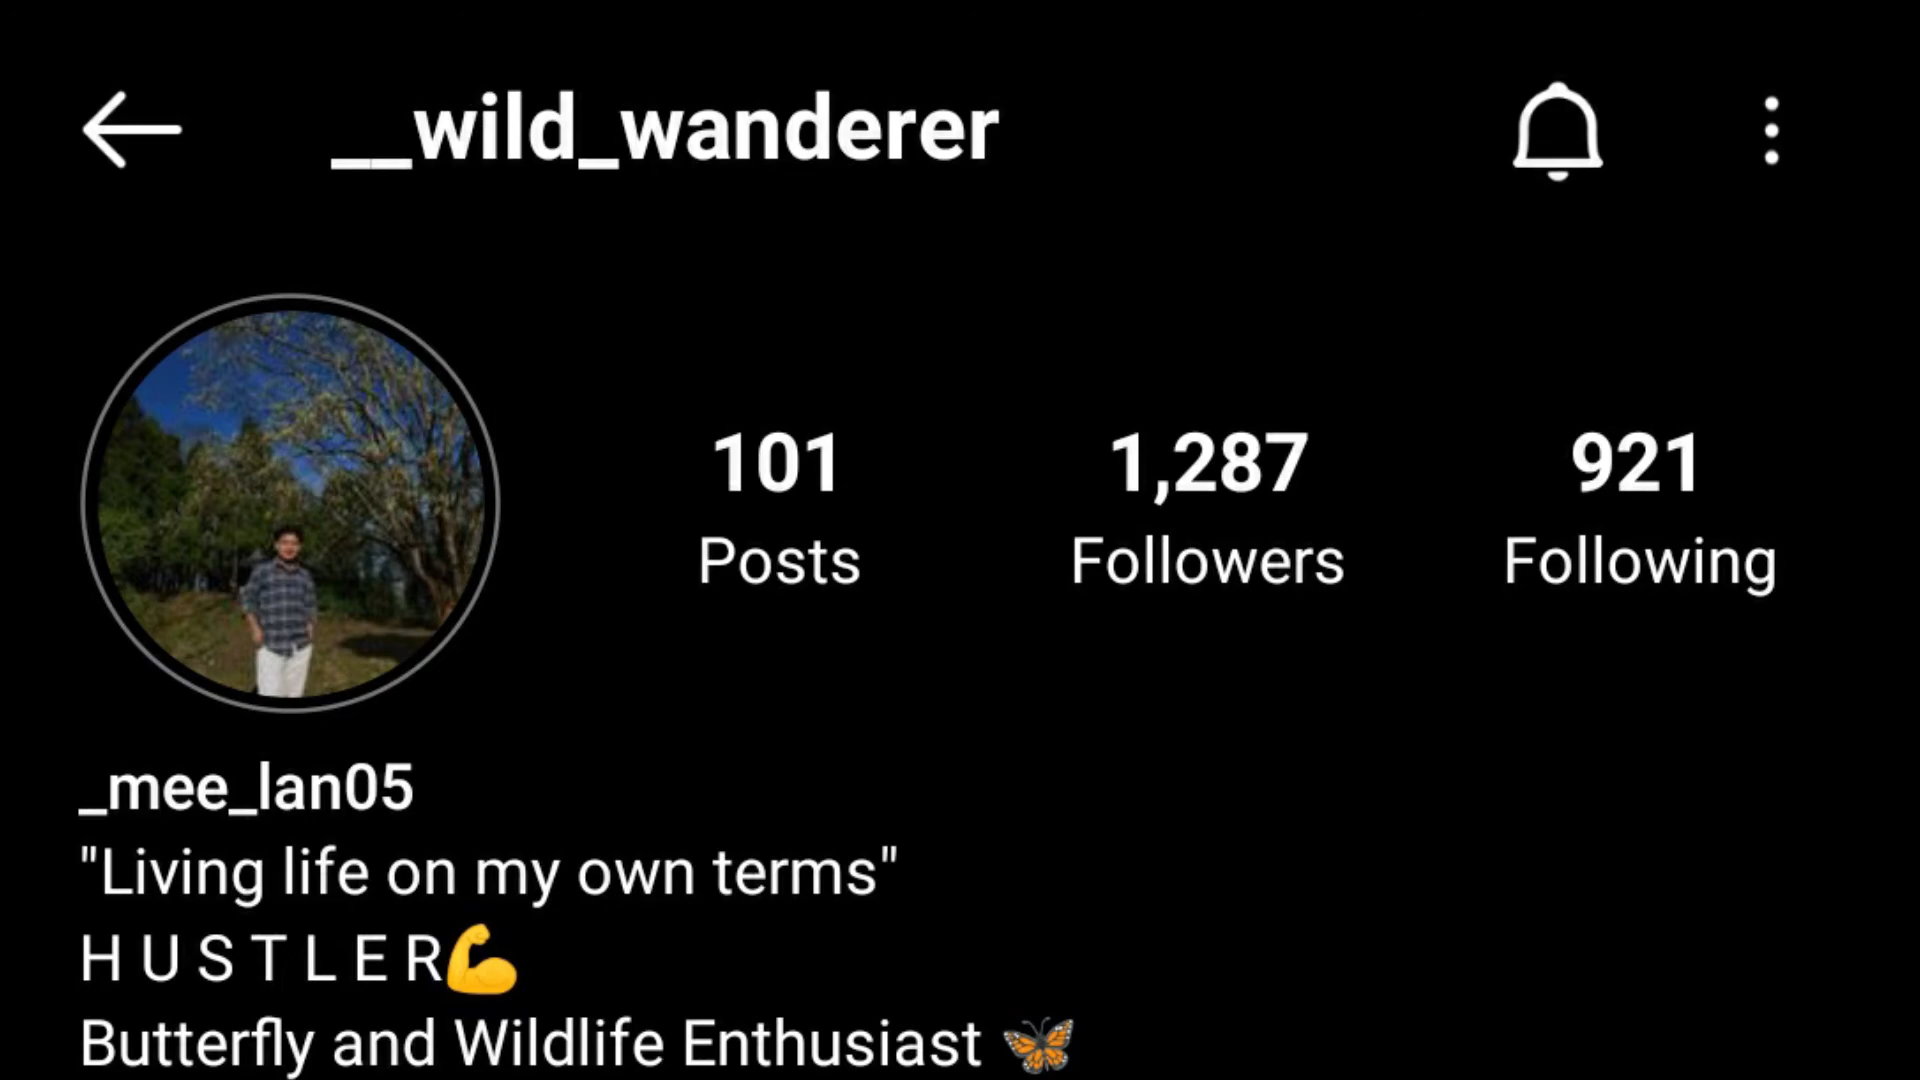 __wild_wanderer
101
1,287
921
Posts
Followers
Following
_mee_lan05
"Living life on my own terms"
H U S T L E R💪
Butterfly and Wildlife Enthusiast 🦋